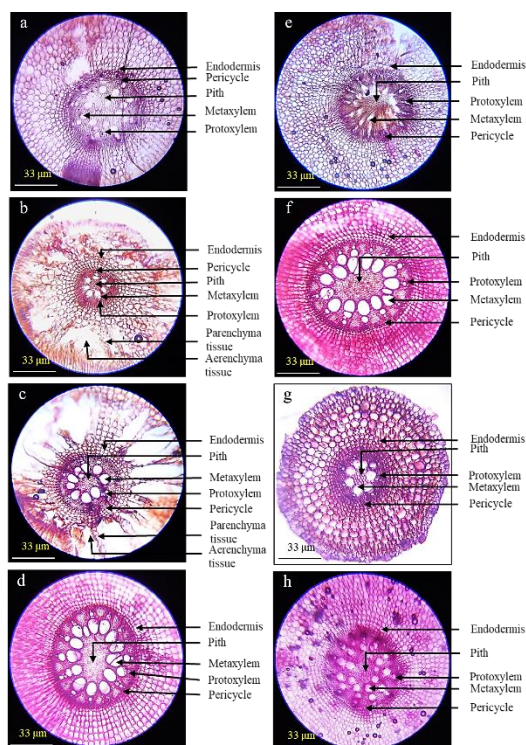 a
Endodermis
Pericycle
Pith
Metaxylem
Protoxylem
33 μm
b
Endodermis
Pericycle
Pith
Metaxylem
Protoxylem
Parenchyma
tissue
Aerenchyma
tissue
33 μm
c
Endodermis
Pith
Metaxylem
Protoxylem
Pericycle
Parenchyma
tissue
Aerenchyma
tissue
33 μm
d
Endodermis
Pith
Metaxylem
Protoxylem
Pericycle
33 μm
e
Endodermis
Pith
Protoxylem
Metaxylem
Pericycle
33 μm
f
Endodermis
Pith
Protoxylem
Metaxylem
Pericycle
33 μm
g
Endodermis
Pith
Protoxylem
Metaxylem
Pericycle
33 μm
h
Endodermis
Pith
Protoxylem
Metaxylem
Pericycle
33 μm